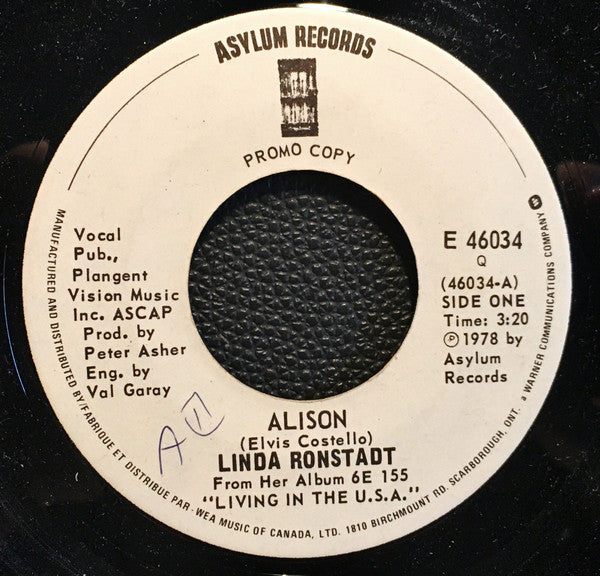 ASYLUM RECORDS
PROMO COPY
Vocal
Pub.,
Plangent
Vision Music
Inc. ASCAP
Prod. by
Peter Asher
Eng. by
Val Garay
E 46034
Q
(46034-A)
SIDE ONE
Time: 3:20
Ⓟ1978 by
Asylum
Records
ALISON
(Elvis Costello)
LINDA RONSTADT
From Her Album 6E 155
"LIVING IN THE U.S.A."
MANUFACTURED AND DISTRIBUTED BY/FABRIQUE ET DISTRIBUE PAR-WEA MUSIC OF CANADA, LTD. 1810 BIRCHMOUNT RD. SCARBOROUGH, ONT. a WARNER COMMUNICATIONS COMPANY